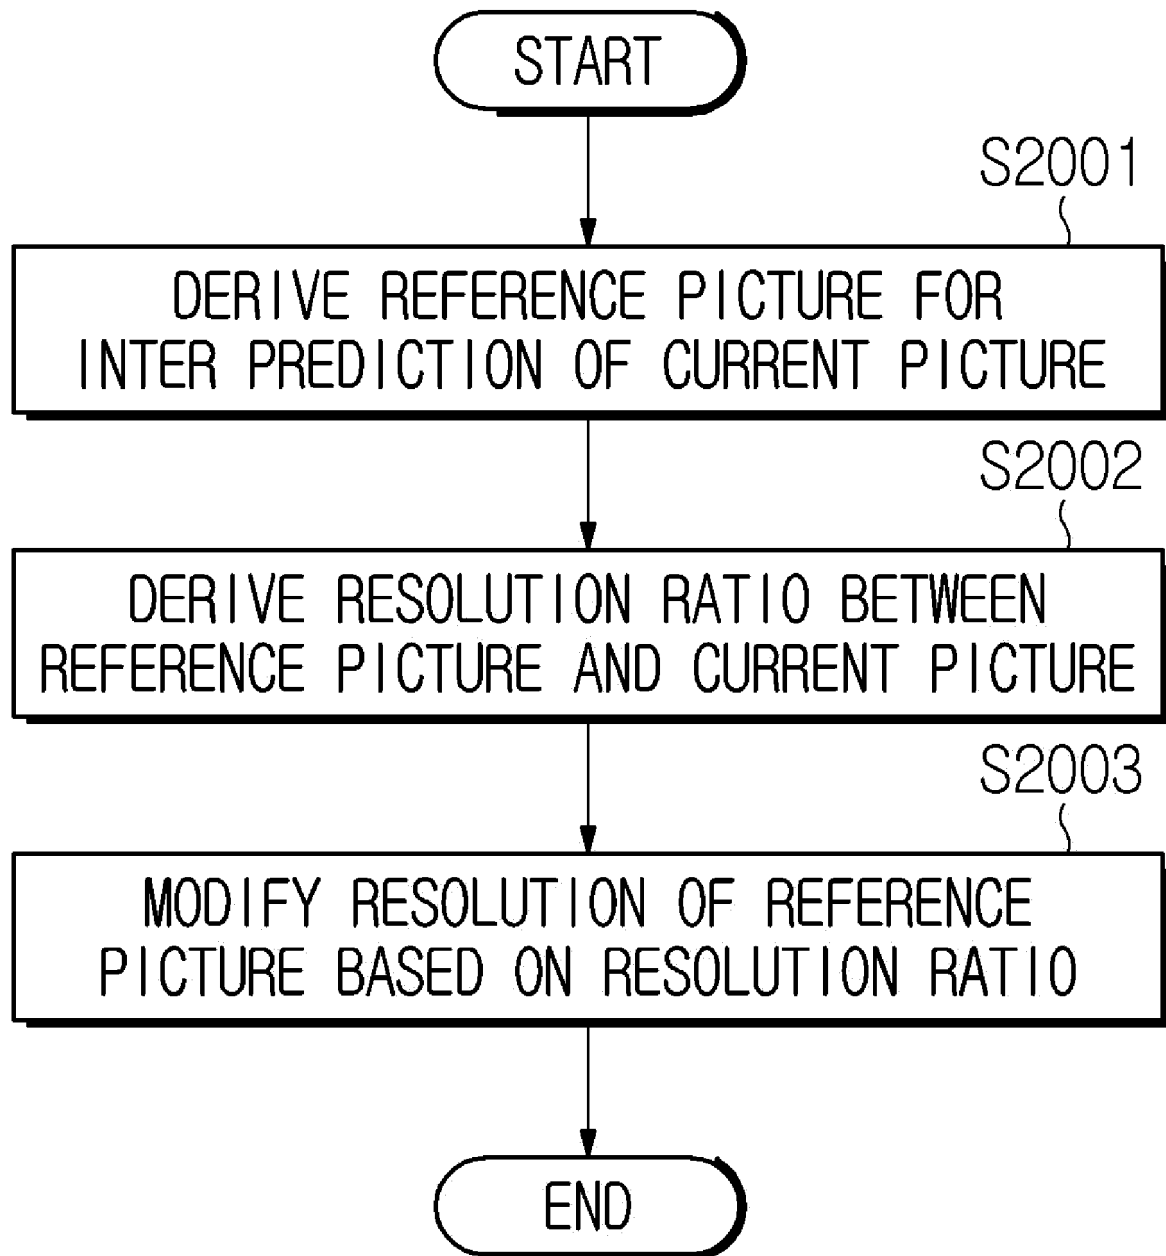 START
S2001
DERIVE REFERENCE PICTURE FOR
INTER PREDICTION OF CURRENT PICTURE
S2002
DERIVE RESOLUTION RATIO BETWEEN
REFERENCE PICTURE AND CURRENT PICTURE
S2003
MODIFY RESOLUTION OF REFERENCE
PICTURE BASED ON RESOLUTION RATIO
END